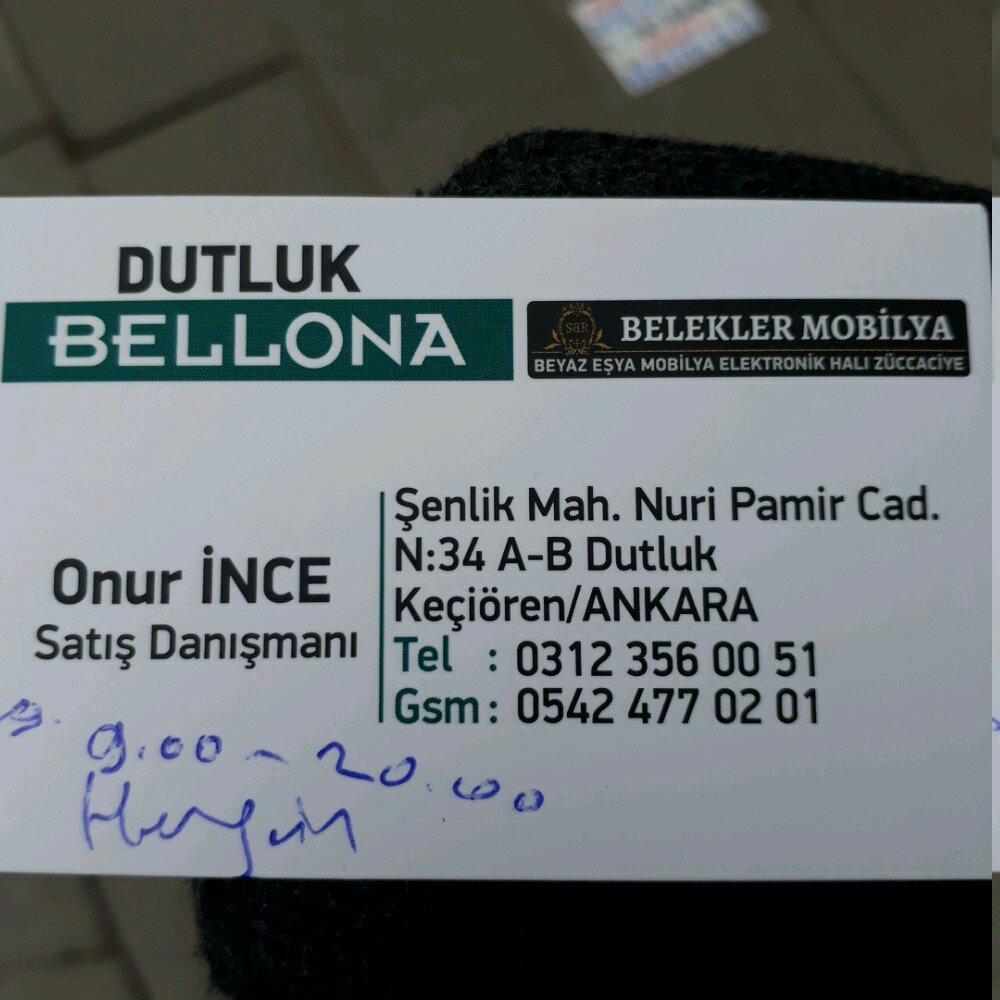 DUTLUK
BELLONA
SBR
BELEKLER MOBİLYA
BEYAZ EŞYA MOBİLYA ELEKTRONİK HALI ZÜCCACİYE
Onur İNCE
Satış Danışmanı
Şenlik Mah. Nuri Pamir Cad.
N:34 A-B Dutluk
Keçiören/ANKARA
Tel : 0312 356 00 51
Gsm : 0542 477 02 01
9.00 - 20.00
Hergün